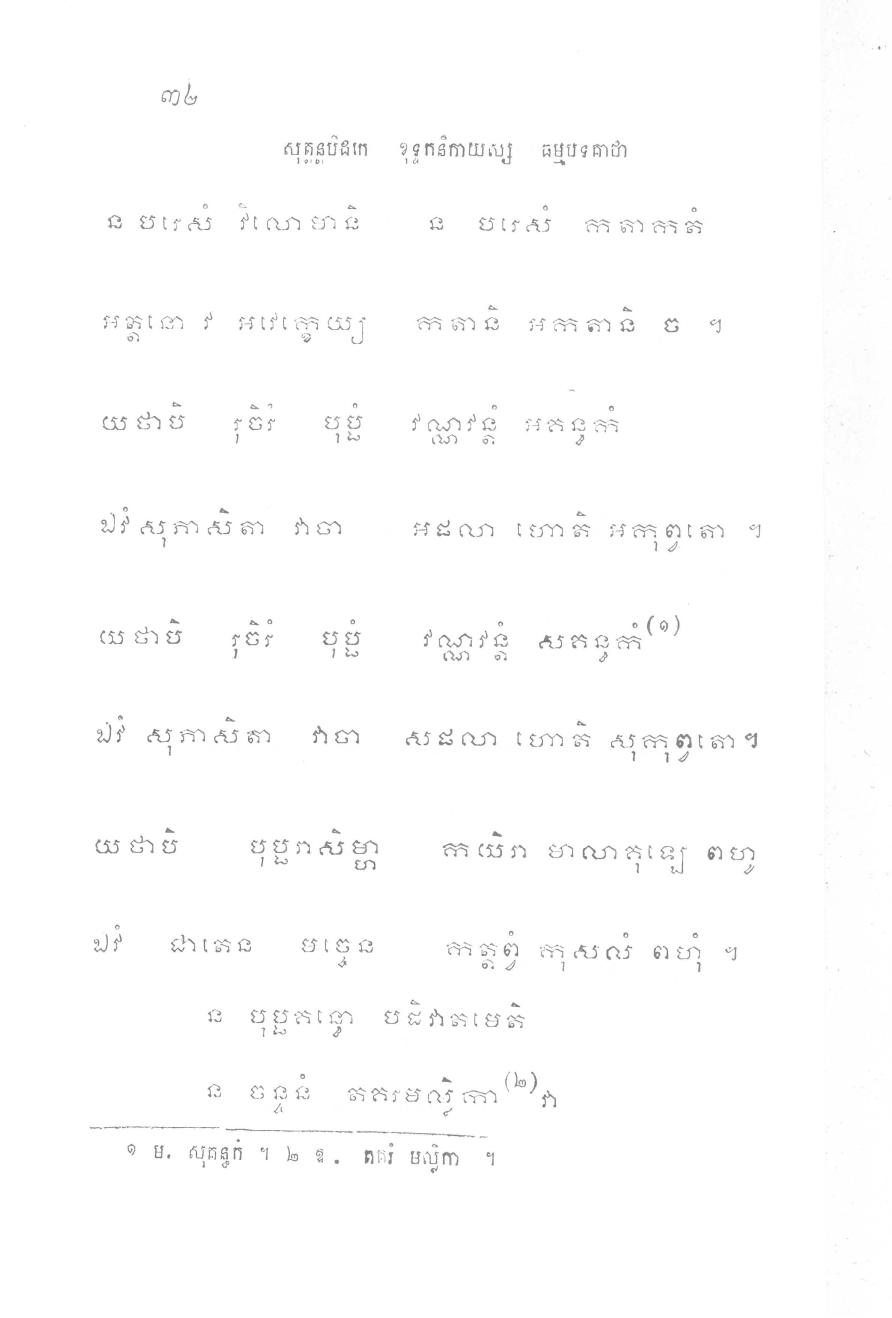 ៣២
សុត្តន្តបិដកេ ខុទ្ទកនិកាយស្ស ធម្មបទគាថា
ន បរេសំ វិលោមានិ ន បរេសំ កតាកតំ
អត្តនោ វ អវេក្ខេយ្យ កតានិ អកតានិ ច ។
យថាបិ រុចិរំ បុប្ផំ វណ្ណវន្តំ អគន្ធកំ
ឯវំ សុភាសិតា វាចា អផលា ហោតិ អកុព្វតោ ។
យថាបិ រុចិរំ បុប្ផំ វណ្ណវន្តំ សគន្ធកំ(១)
ឯវំ សុភាសិតា វាចា សផលា ហោតិ សុកុព្វតោ។
យថាបិ បុប្ផរាសិម្ហា កយិរា មាលាគុឡេ ពហូ
ឯវំ ជាតេន មច្ចេន កត្តព្វំ កុសលំ ពហុំ ។
ន បុប្ផគន្ធោ បដិវាតមេតិ
ន ចន្ទនំ តគរមល្លិកា(២) វា
១ ម. សុគន្ធកំ ។ ២ ឱ. តគរំ មល្លិកា ។